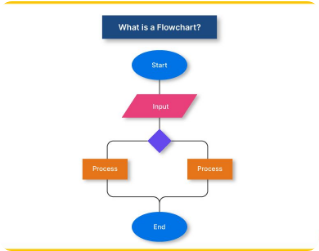 What is a Flowchart?
Start
Input
Process
Process
End